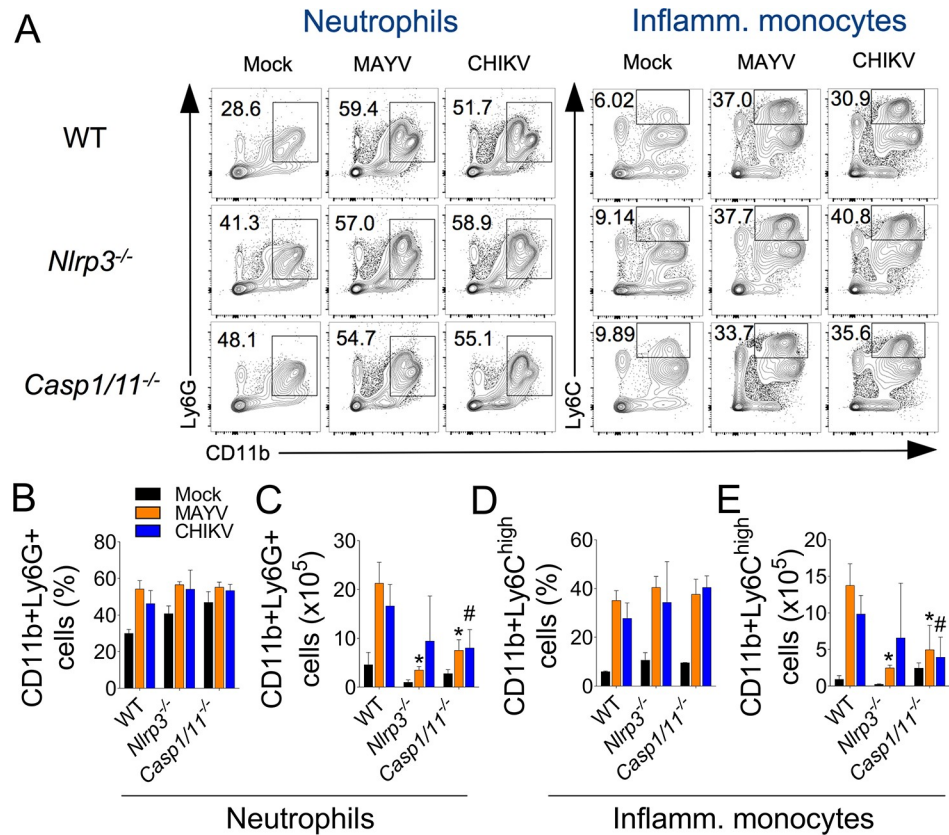 A
Neutrophils
Inflamm. monocytes
Mock MAYV CHIKV
Mock MAYV CHIKV
WT
28.6 59.4 51.7
6.02 37.0 30.9
Nlrp3-/-
41.3 57.0 58.9
9.14 37.7 40.8
Casp1/11-/-
48.1 54.7 55.1
9.89 33.7 35.6
Ly6G
Ly6C
CD11b
B
Mock
MAYV
CHIKV
CD11b+Ly6G+
cells (%)
80
60
40
20
0
WT
Nlrp3-/-
Casp1/11-/-
C
CD11b+Ly6G+
cells (x10^5)
30
20
10
0
* * #
WT
Nlrp3-/-
Casp1/11-/-
Neutrophils
D
CD11b+Ly6Chigh
cells (%)
60
40
20
0
WT
Nlrp3-/-
Casp1/11-/-
E
CD11b+Ly6Chigh
cells (x10^5)
20
15
10
5
0
* *#
WT
Nlrp3-/-
Casp1/11-/-
Inflamm. monocytes